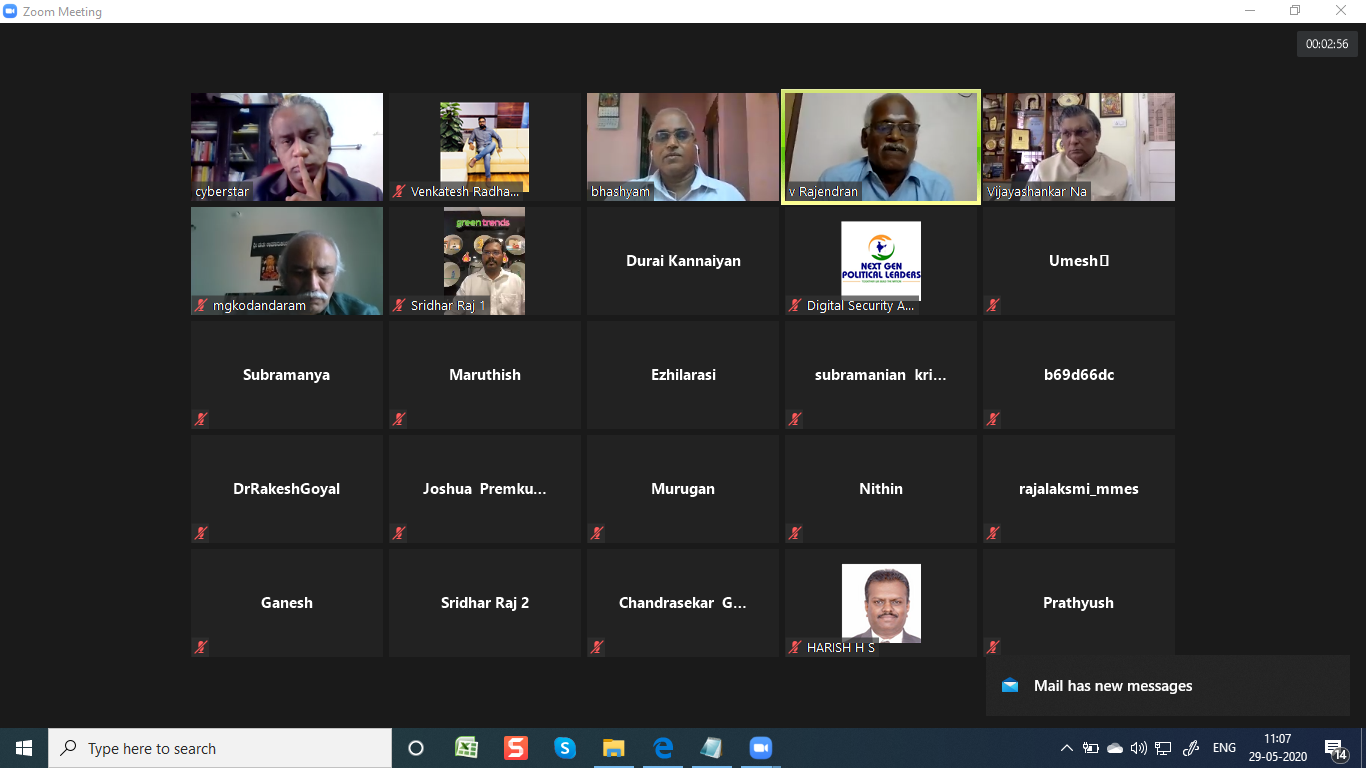 Zoom Meeting
00:02:56
cyberstar
Venkatesh Radha...
bhashyam
v Rajendran
Vijayashankar Na
mgkodandaram
green trends
Sridhar Raj 1
Durai Kannaiyan
NEXT GEN
POLITICAL LEADERS
Digital Security A...
Umesh
Subramanya
Maruthish
Ezhilarasi
subramanian kri...
b69d66dc
DrRakeshGoyal
Joshua Premku...
Murugan
Nithin
rajalaksmi_mmes
Ganesh
Sridhar Raj 2
Chandrasekar G...
HARISH H S
Prathyush
Mail has new messages
Type here to search
ENG
11:07
29-05-2020
14